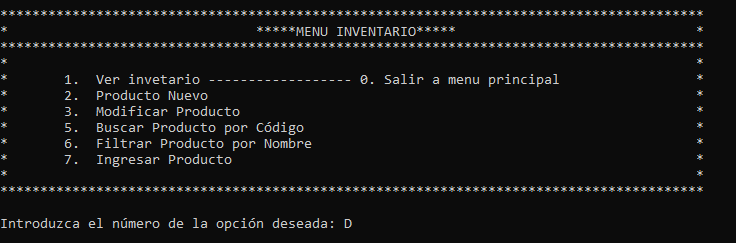 ****************************************************************************************
*                               *****MENU INVENTARIO*****                              *
****************************************************************************************
*                                                                                      *
*       1.  Ver invetario ------------------ 0. Salir a menu principal                 *
*       2.  Producto Nuevo                                                             *
*       3.  Modificar Producto                                                         *
*       5.  Buscar Producto por Código                                                 *
*       6.  Filtrar Producto por Nombre                                                *
*       7.  Ingresar Producto                                                          *
*                                                                                      *
****************************************************************************************
Introduzca el número de la opción deseada: D